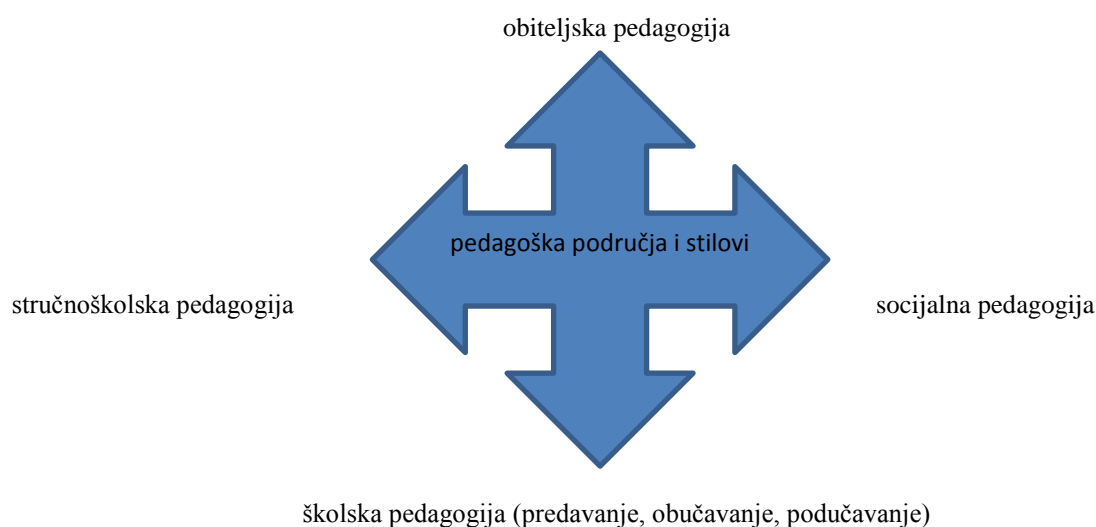 obiteljska pedagogija
pedagoška područja i stilovi
stručnoškolska pedagogija
socijalna pedagogija
školska pedagogija (predavanje, obučavanje, podučavanje)